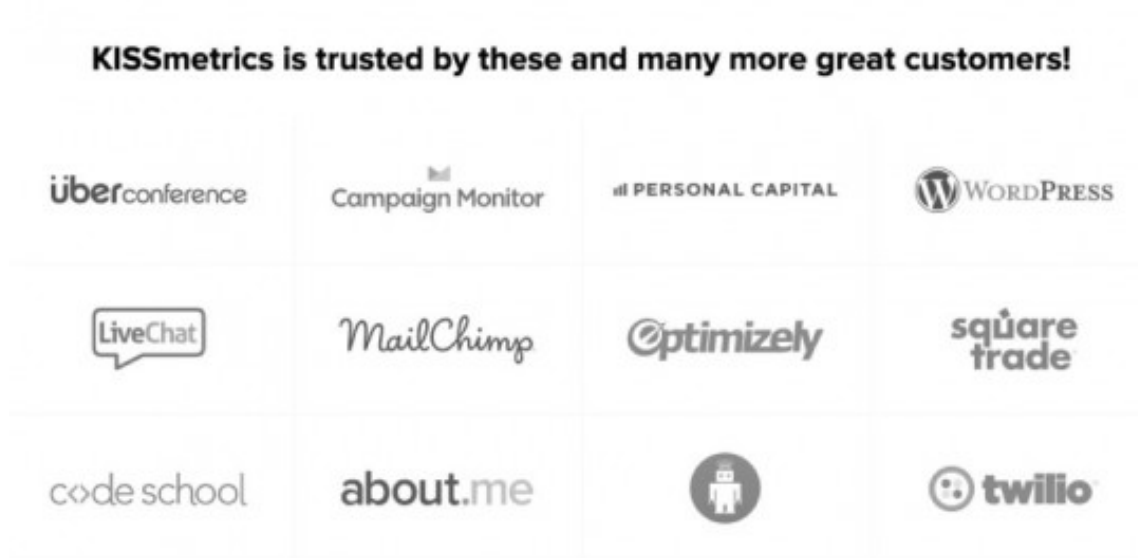 KISSmetrics is trusted by these and many more great customers!
überconference
Campaign Monitor
PERSONAL CAPITAL
WORDPRESS
LiveChat
MailChimp
Optimizely
square
trade
c<>de school
about.me
twilio